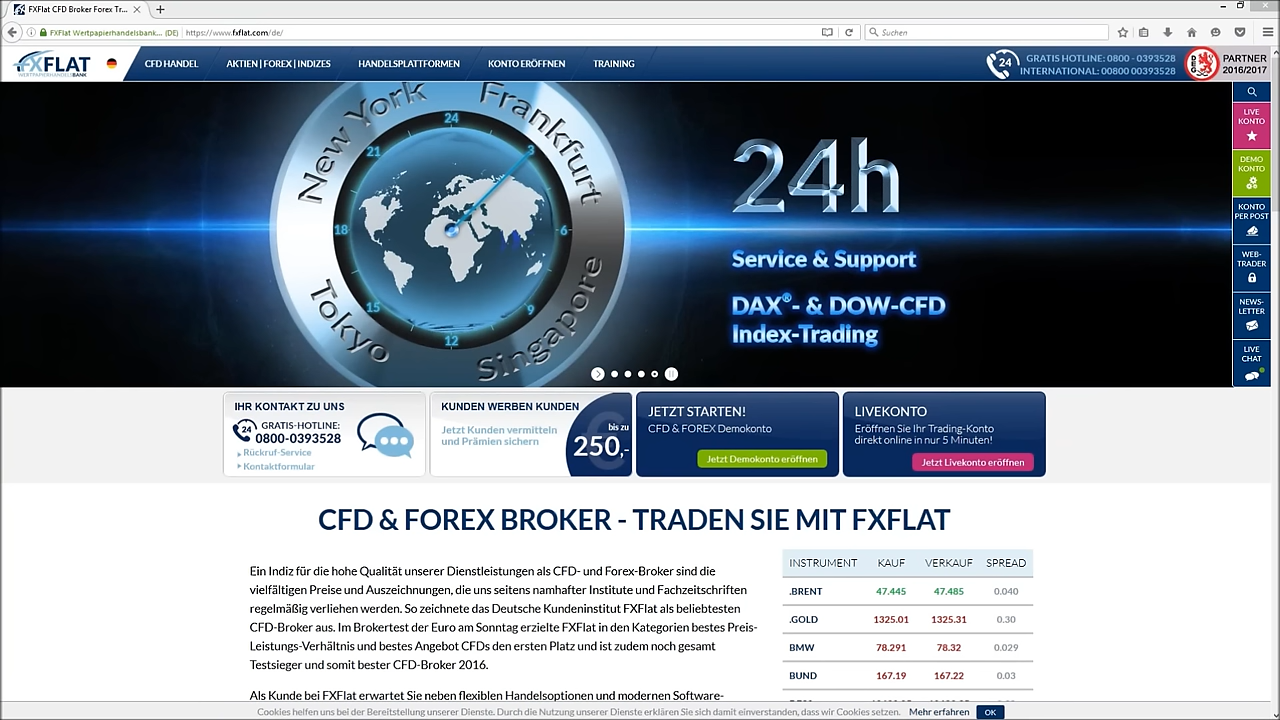 FXFlat CFD Broker Forex Tr...
FXFlat Wertpapierhandelsbank... (DE)
https://www.fxflat.com/de/
Suchen
FXFLAT
WERTPAPIERHANDELSBANK
CFD HANDEL
AKTIEN | FOREX | INDIZES
HANDELSPLATTFORMEN
KONTO ERÖFFNEN
TRAINING
24
GRATIS HOTLINE: 0800 - 0393528
INTERNATIONAL: 00800 00393528
DEG
PARTNER
2016/2017
New York
Frankfurt
Tokyo
Singapore
24
3
6
9
12
15
18
21
24h
Service & Support
DAX®- & DOW-CFD
Index-Trading
LIVE
KONTO
DEMO
KONTO
KONTO
PER POST
WEB-
TRADER
NEWS-
LETTER
LIVE
CHAT
IHR KONTAKT ZU UNS
24
GRATIS-HOTLINE:
0800-0393528
Rückruf-Service
Kontaktformular
KUNDEN WERBEN KUNDEN
Jetzt Kunden vermitteln
und Prämien sichern
bis zu
€
250,-
JETZT STARTEN!
CFD & FOREX Demokonto
Jetzt Demokonto eröffnen
LIVEKONTO
Eröffnen Sie Ihr Trading-Konto
direkt online in nur 5 Minuten!
Jetzt Livekonto eröffnen
CFD & FOREX BROKER - TRADEN SIE MIT FXFLAT
Ein Indiz für die hohe Qualität unserer Dienstleistungen als CFD- und Forex-Broker sind die
vielfältigen Preise und Auszeichnungen, die uns seitens namhafter Institute und Fachzeitschriften
regelmäßig verliehen werden. So zeichnete das Deutsche Kundeninstitut FXFlat als beliebtesten
CFD-Broker aus. Im Brokertest der Euro am Sonntag erzielte FXFlat in den Kategorien bestes Preis-
Leistungs-Verhältnis und bestes Angebot CFDs den ersten Platz und ist zudem noch gesamt
Testsieger und somit bester CFD-Broker 2016.
Als Kunde bei FXFlat erwartet Sie neben flexiblen Handelsoptionen und modernen Software-
INSTRUMENT KAUF VERKAUF SPREAD
.BRENT 47.445 47.485 0.040
.GOLD 1325.01 1325.31 0.30
BMW 78.291 78.32 0.029
BUND 167.19 167.22 0.03
Cookies helfen uns bei der Bereitstellung unserer Dienste. Durch die Nutzung unserer Dienste erklären Sie sich damit einverstanden, dass wir Cookies setzen. Mehr erfahren OK